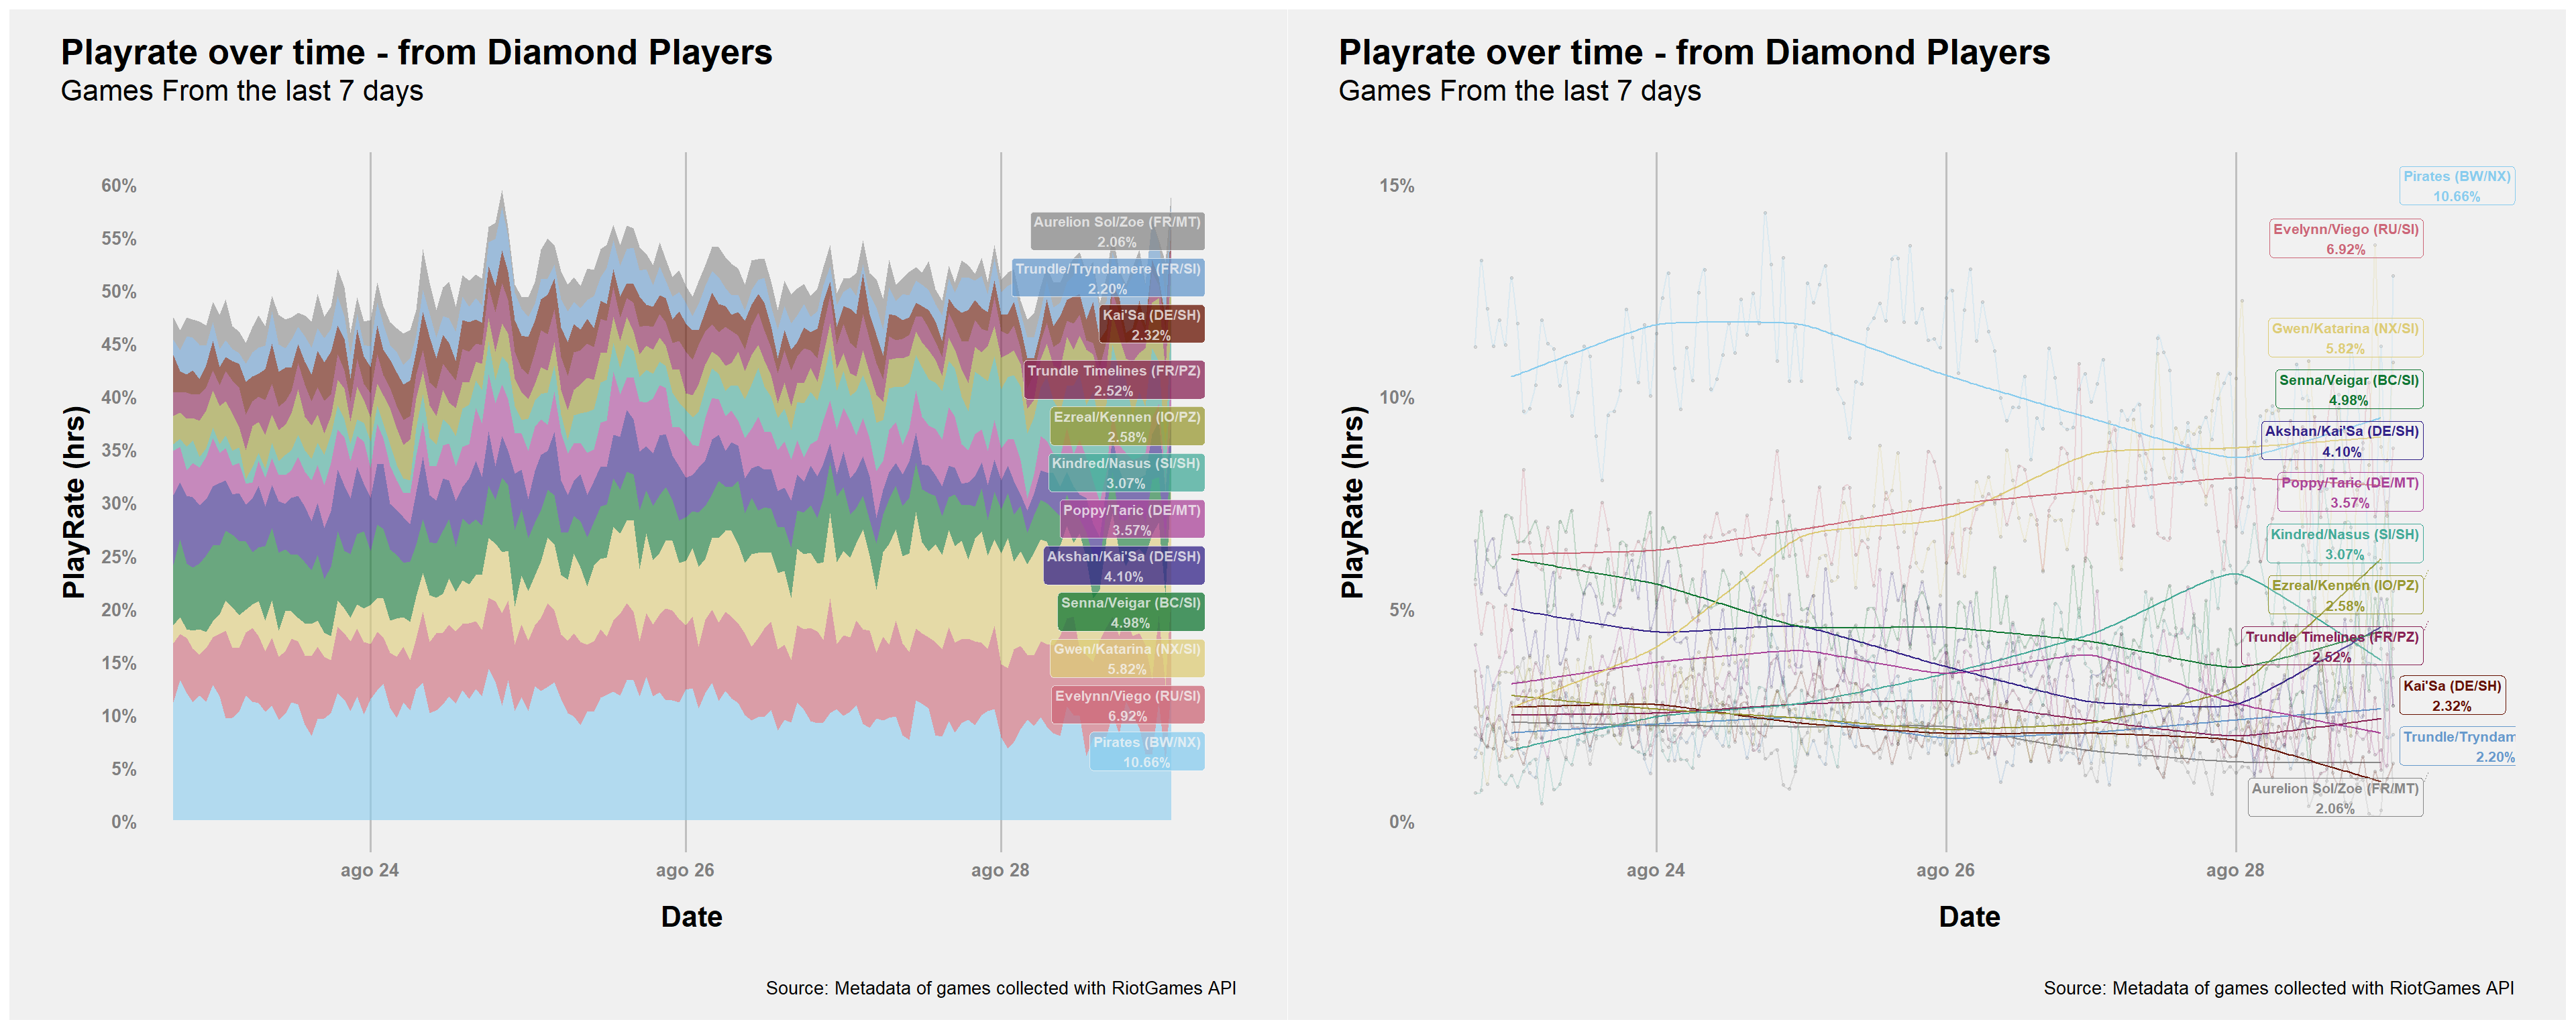 Playrate over time - from Diamond Players
Games From the last 7 days
PlayRate (hrs)
60%
55%
50%
45%
40%
35%
30%
25%
20%
15%
10%
5%
0%
Aurelion Sol/Zoe (FR/MT)
2.06%
Trundle/Tryndamere (FR/SI)
2.20%
Kai'Sa (DE/SH)
2.32%
Trundle Timelines (FR/PZ)
2.52%
Ezreal/Kennen (IO/PZ)
2.58%
Kindred/Nasus (SI/SH)
3.07%
Poppy/Taric (DE/MT)
3.57%
Akshan/Kai'Sa (DE/SH)
4.10%
Senna/Veigar (BC/SI)
4.98%
Gwen/Katarina (NX/SI)
5.82%
Evelynn/Viego (RU/SI)
6.92%
Pirates (BW/NX)
10.66%
ago 24
ago 26
ago 28
Date
Source: Metadata of games collected with RiotGames API
Playrate over time - from Diamond Players
Games From the last 7 days
PlayRate (hrs)
15%
10%
5%
0%
Pirates (BW/NX)
10.66%
Evelynn/Viego (RU/SI)
6.92%
Gwen/Katarina (NX/SI)
5.82%
Senna/Veigar (BC/SI)
4.98%
Akshan/Kai'Sa (DE/SH)
4.10%
Poppy/Taric (DE/MT)
3.57%
Kindred/Nasus (SI/SH)
3.07%
Ezreal/Kennen (IO/PZ)
2.58%
Trundle Timelines (FR/PZ)
2.52%
Kai'Sa (DE/SH)
2.32%
Trundle/Tryndam
2.20%
Aurelion Sol/Zoe (FR/MT)
2.06%
ago 24
ago 26
ago 28
Date
Source: Metadata of games collected with RiotGames API